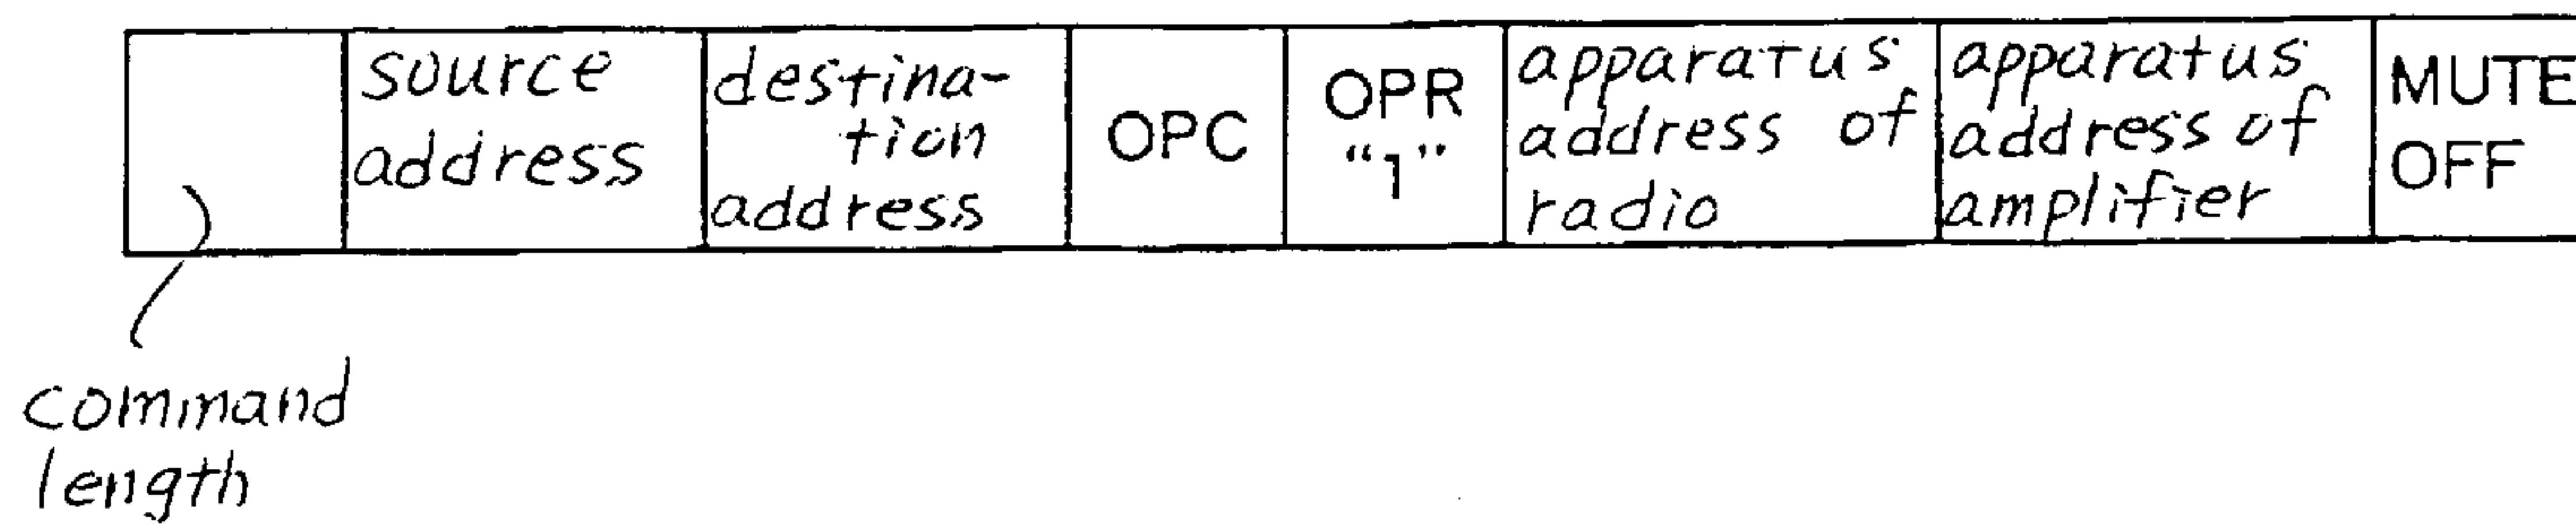 source
address
destina-
tion
address
OPC
OPR
“1”
apparatus
address of
radio
apparatus
address of
amplifier
MUTE
OFF
command
length